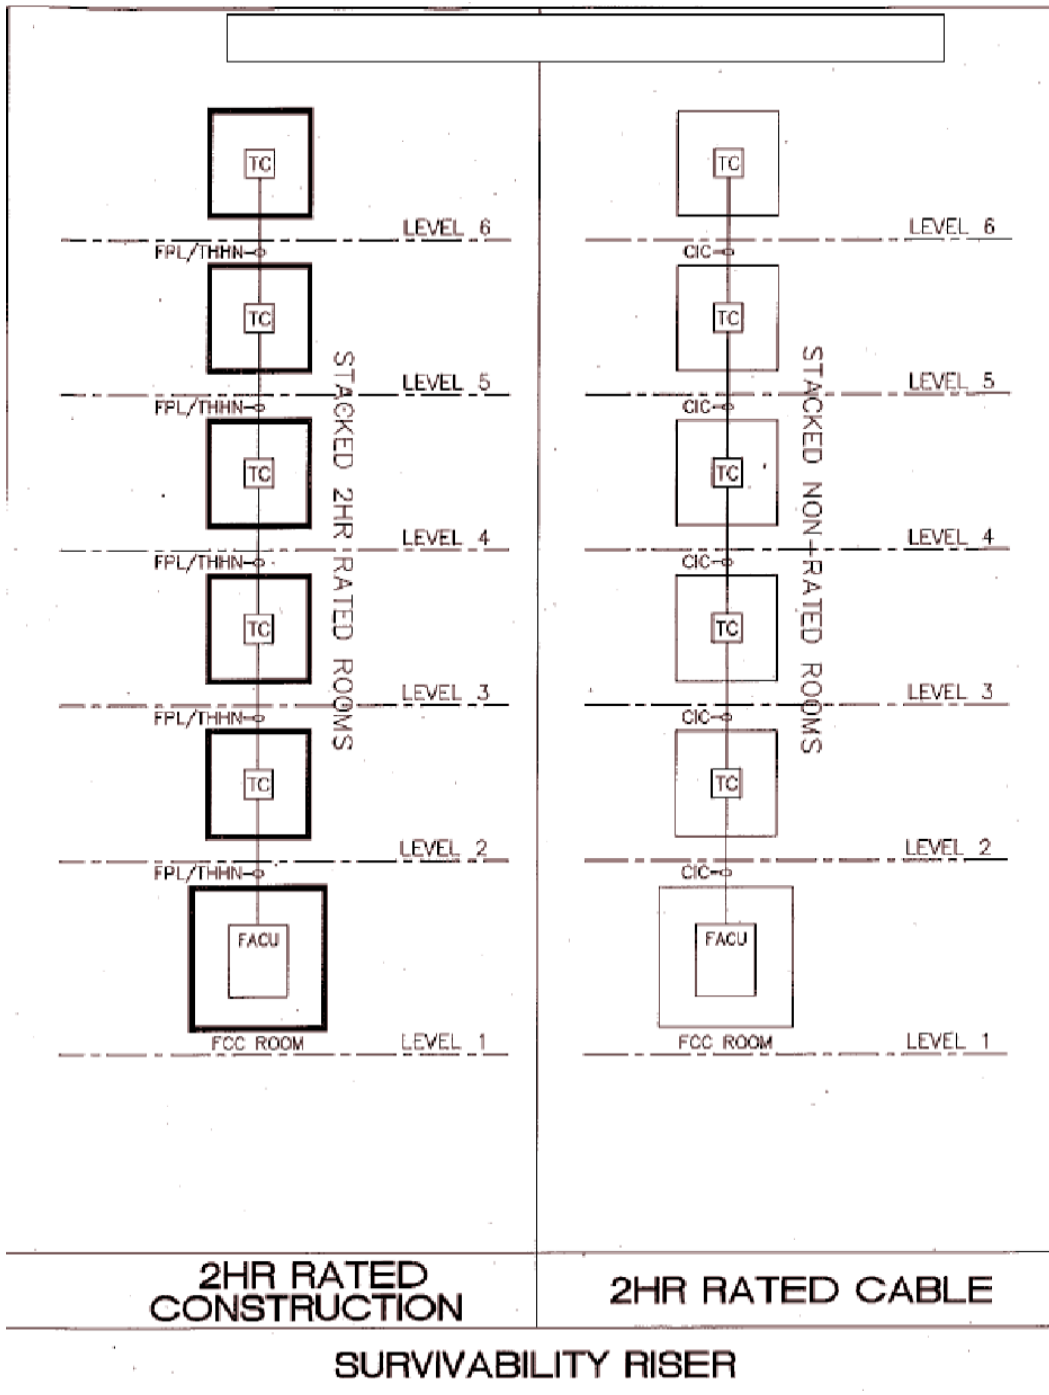 TC
LEVEL 6
FPL/THHN
TC
LEVEL 5
FPL/THHN
TC
LEVEL 4
FPL/THHN
TC
LEVEL 3
FPL/THHN
TC
LEVEL 2
FPL/THHN
FACU
FCC ROOM
LEVEL 1
STACKED 2HR RATED ROOMS
2HR RATED
CONSTRUCTION
TC
LEVEL 6
CIC
TC
LEVEL 5
CIC
TC
LEVEL 4
CIC
TC
LEVEL 3
CIC
TC
LEVEL 2
CIC
FACU
FCC ROOM
LEVEL 1
STACKED NON-RATED ROOMS
2HR RATED CABLE
SURVIVABILITY RISER